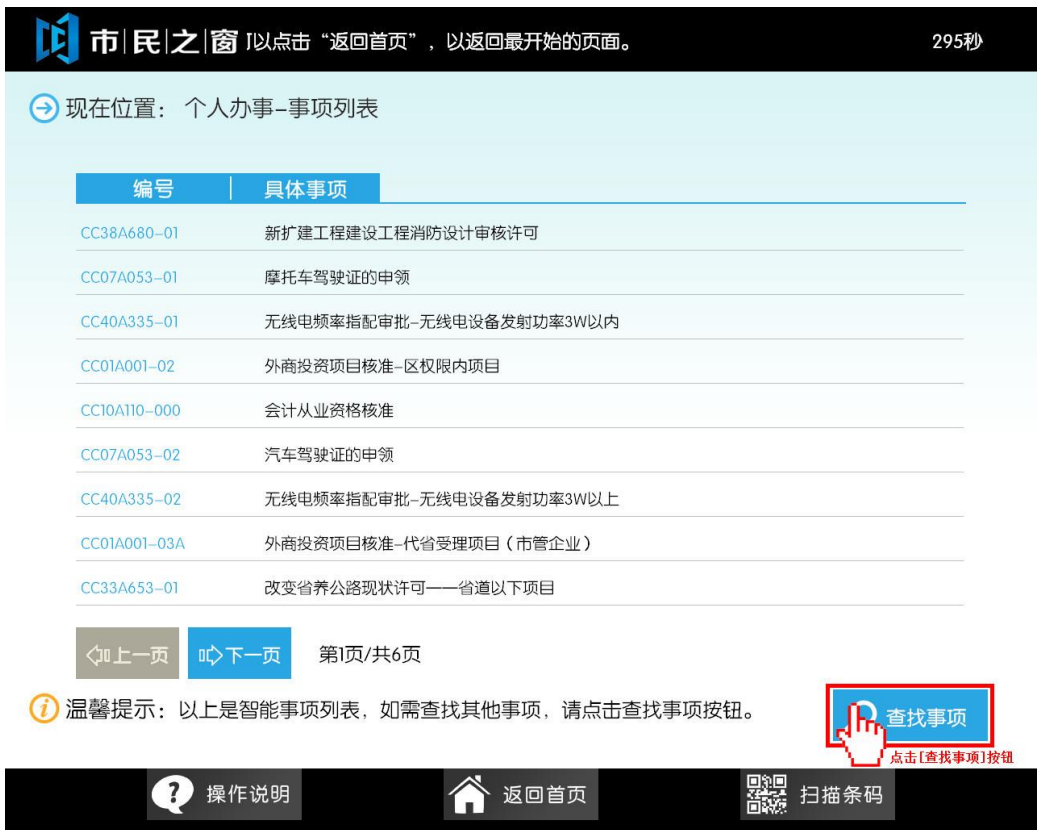 市民之窗 可以点击“返回首页”，以返回最开始的页面。 295秒
现在位置： 个人办事-事项列表
编号 具体事项
CC38A680-01 新扩建工程建设工程消防设计审核许可
CC07A053-01 摩托车驾驶证的申领
CC40A335-01 无线电频率指配审批-无线电设备发射功率3W以内
CC01A001-02 外商投资项目核准-区权限内项目
CC10A110-000 会计从业资格核准
CC07A053-02 汽车驾驶证的申领
CC40A335-02 无线电频率指配审批-无线电设备发射功率3W以上
CC01A001-03A 外商投资项目核准-代省受理项目（市管企业）
CC33A653-01 改变省养公路现状许可——省道以下项目
上一页 下一页 第1页/共6页
温馨提示：以上是智能事项列表，如需查找其他事项，请点击查找事项按钮。
查找事项
点击[查找事项]按钮
操作说明 返回首页 扫描条码